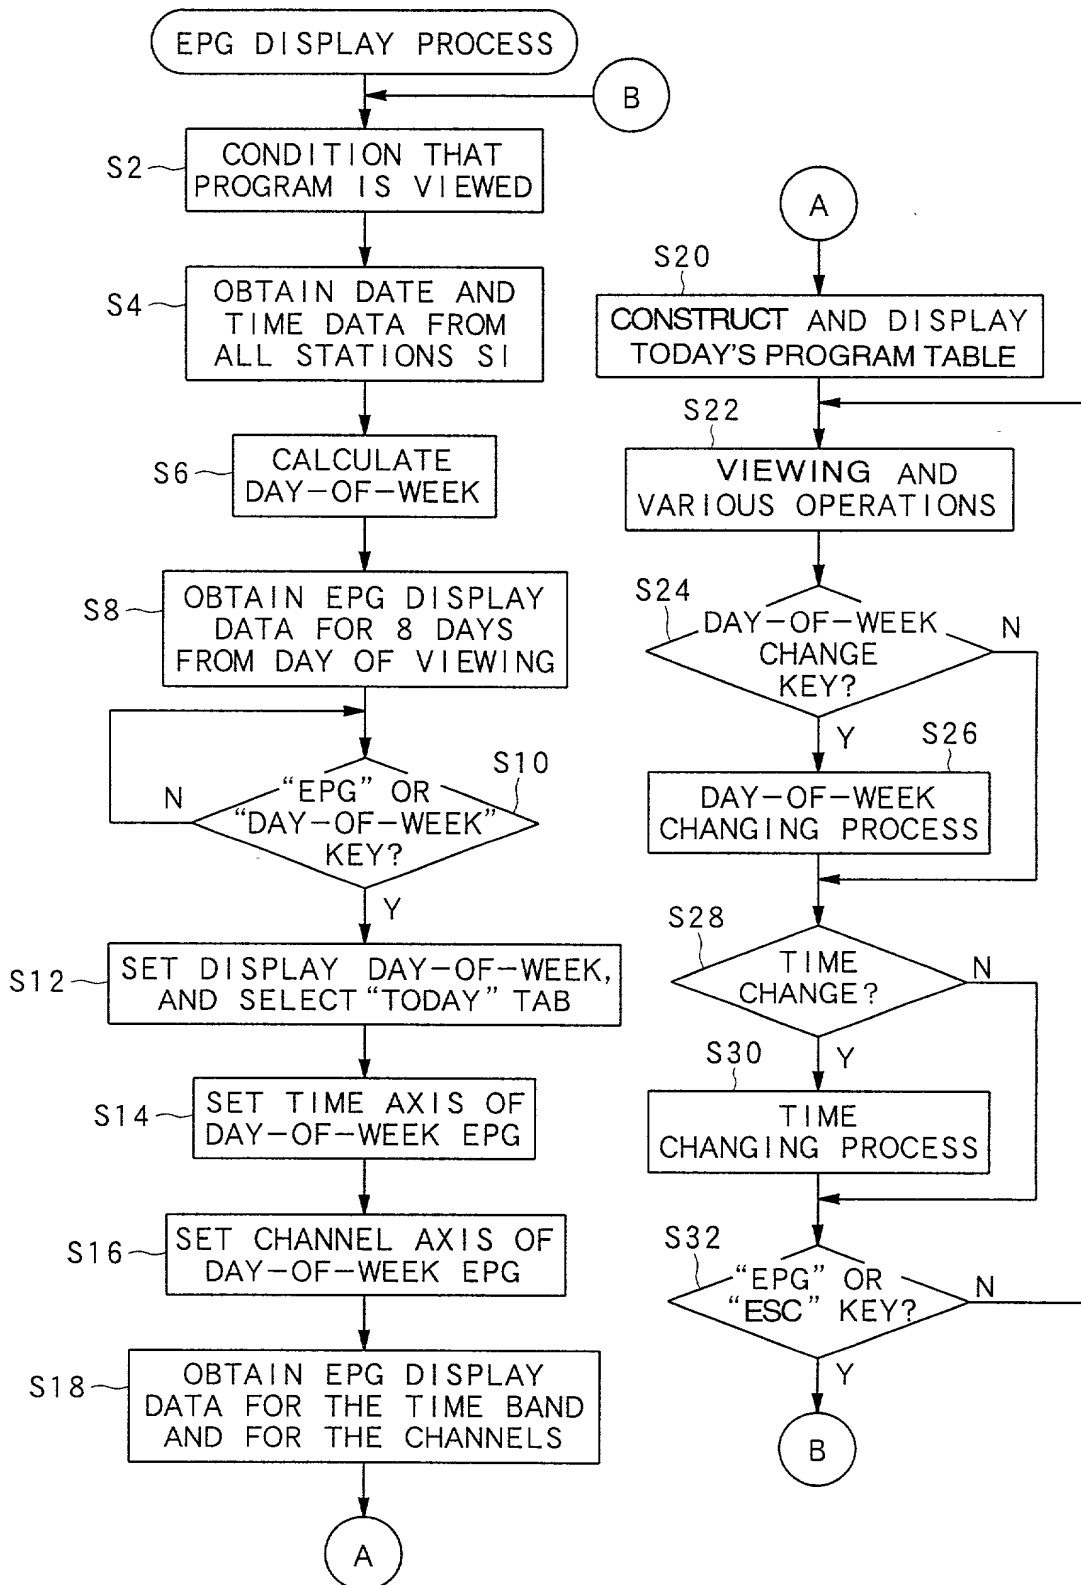 EPG DISPLAY PROCESS
B
S2
CONDITION THAT
PROGRAM IS VIEWED
S4
OBTAIN DATE AND
TIME DATA FROM
ALL STATIONS SI
S6
CALCULATE
DAY-OF-WEEK
S8
OBTAIN EPG DISPLAY
DATA FOR 8 DAYS
FROM DAY OF VIEWING
S10
N
“EPG” OR
“DAY-OF-WEEK”
KEY?
Y
S12
SET DISPLAY DAY-OF-WEEK,
AND SELECT “TODAY” TAB
S14
SET TIME AXIS OF
DAY-OF-WEEK EPG
S16
SET CHANNEL AXIS OF
DAY-OF-WEEK EPG
S18
OBTAIN EPG DISPLAY
DATA FOR THE TIME BAND
AND FOR THE CHANNELS
A
A
S20
CONSTRUCT AND DISPLAY
TODAY'S PROGRAM TABLE
S22
VIEWING AND
VARIOUS OPERATIONS
S24
DAY-OF-WEEK
CHANGE
KEY?
N
Y
S26
DAY-OF-WEEK
CHANGING PROCESS
S28
TIME
CHANGE?
N
Y
S30
TIME
CHANGING PROCESS
S32
“EPG” OR
“ESC” KEY?
N
Y
B